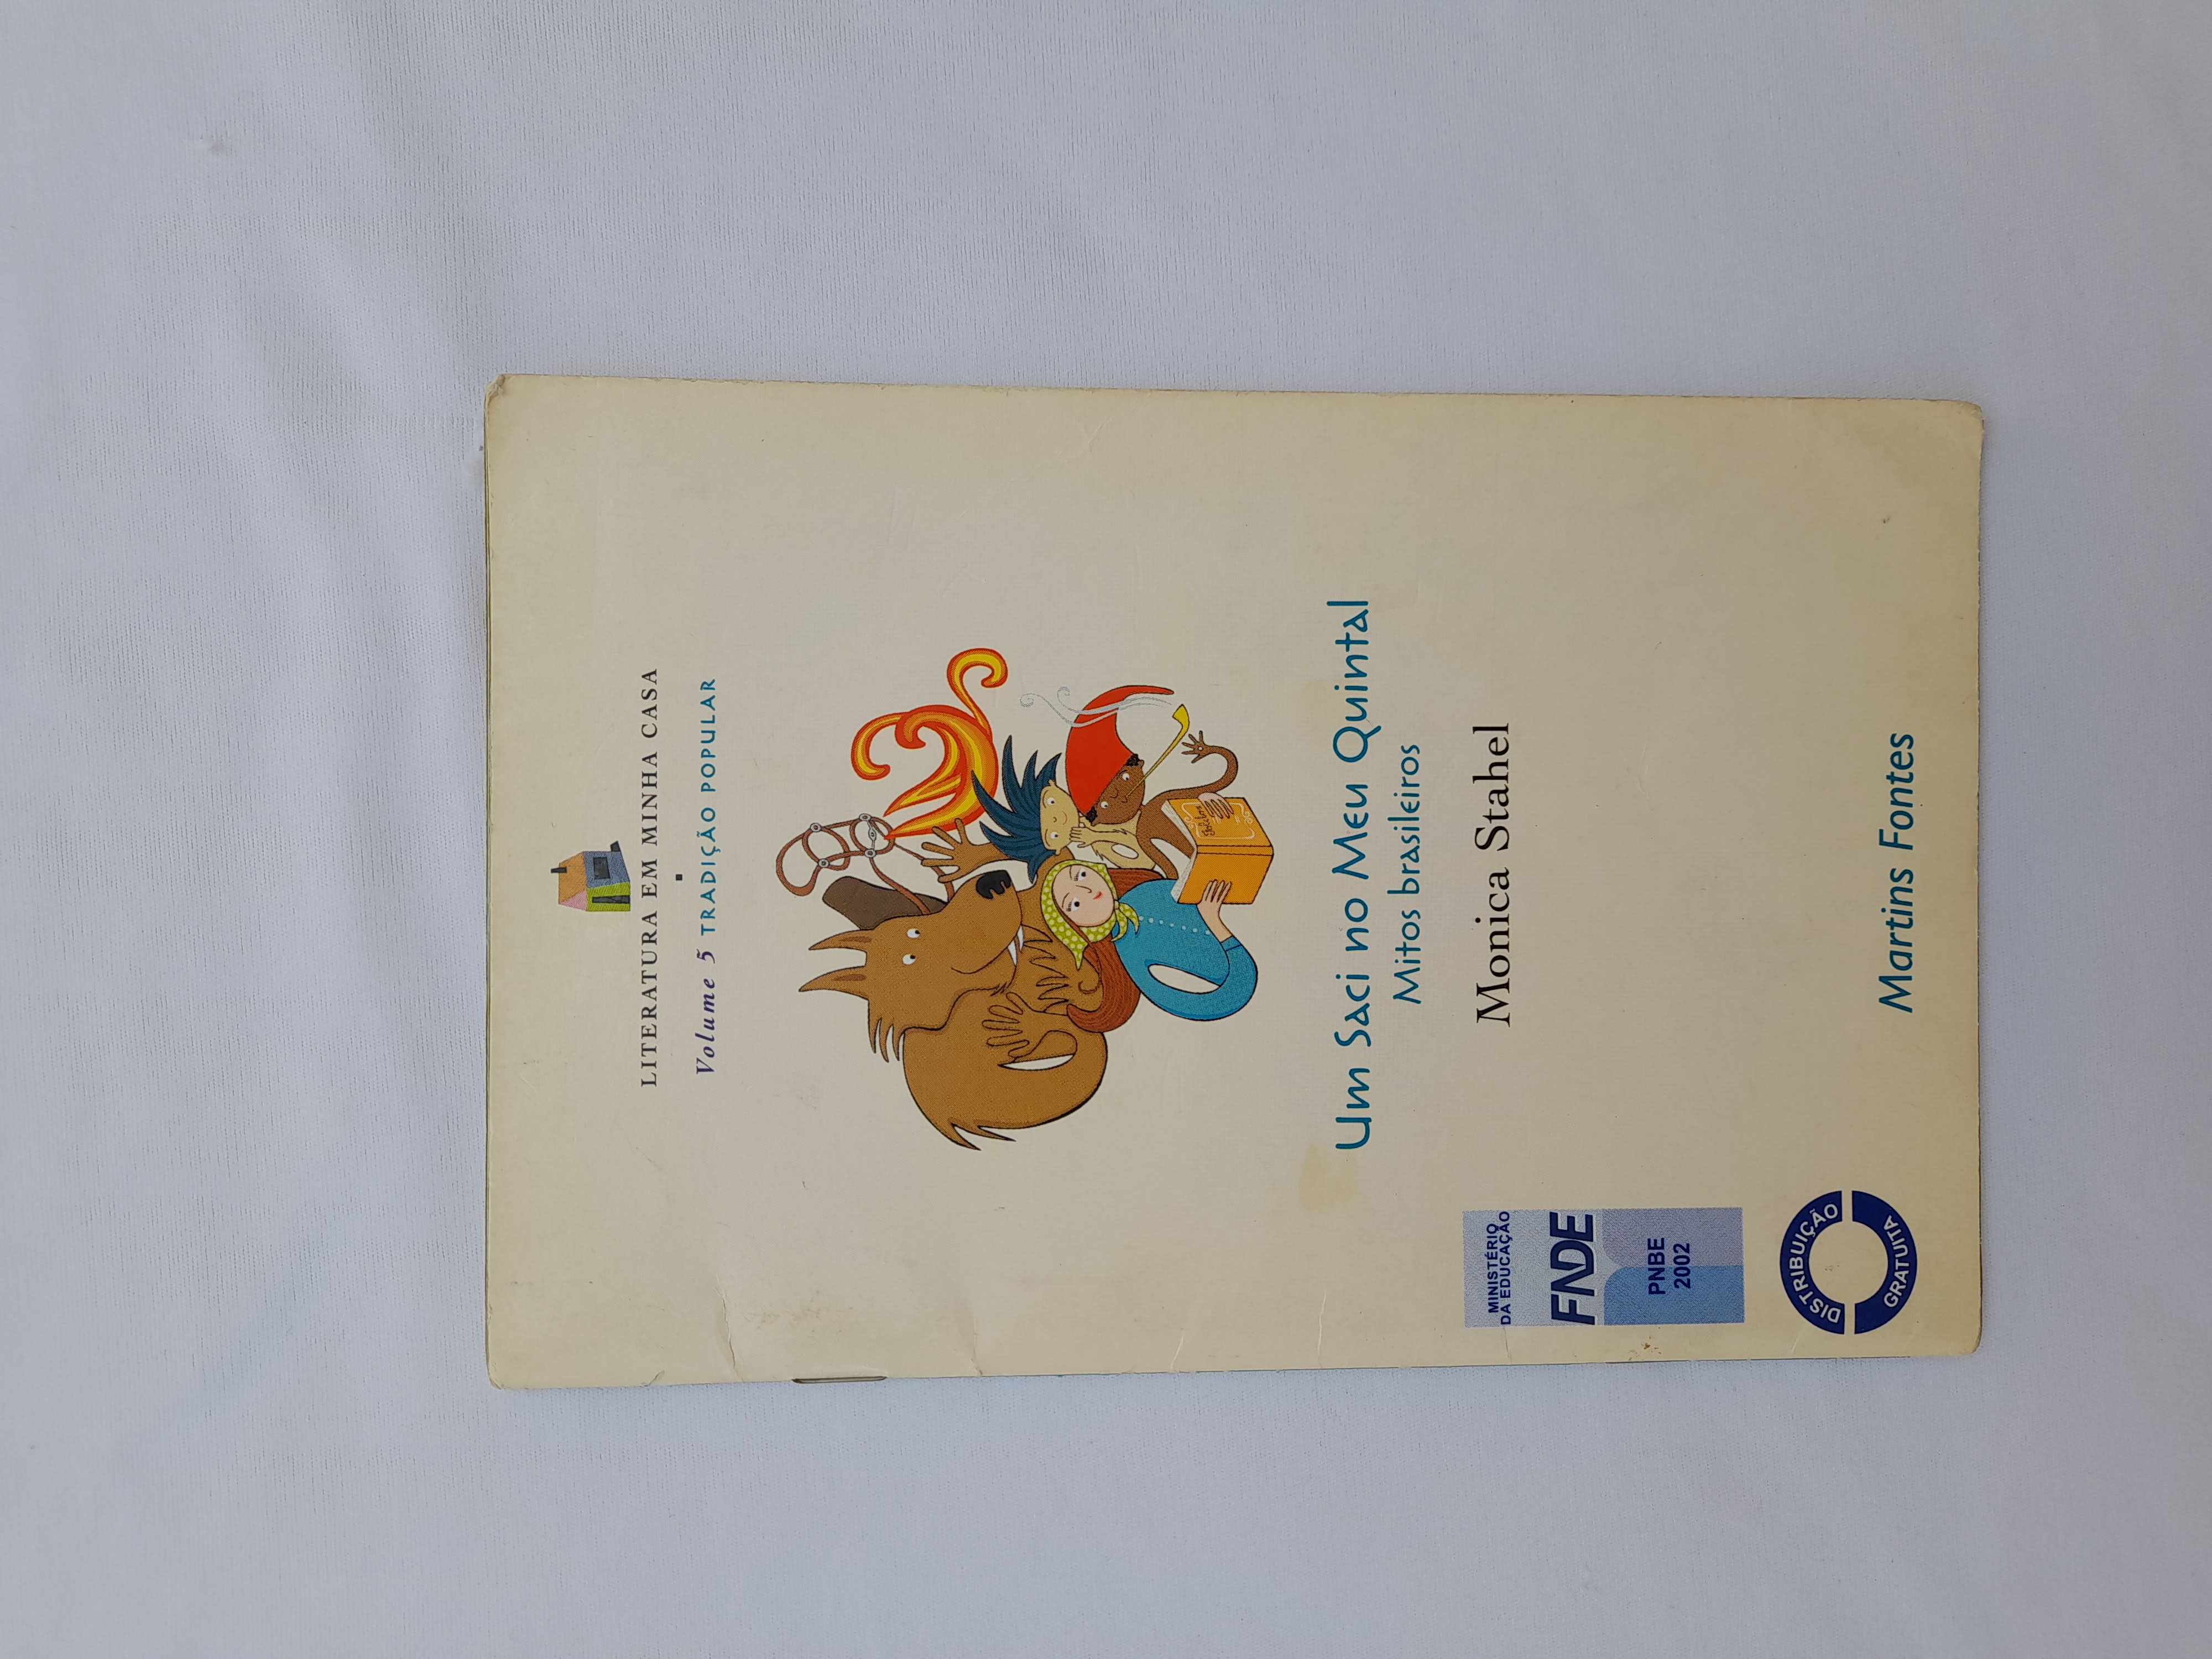 LITERATURA EM MINHA CASA
Volume 5 TRADIÇÃO POPULAR
Um Saci no Meu Quintal
Mitos brasileiros
Monica Stahel
MINISTÉRIO
DA EDUCAÇÃO
FNDE
PNBE
2002
DISTRIBUIÇÃO
GRATUITA
Martins Fontes